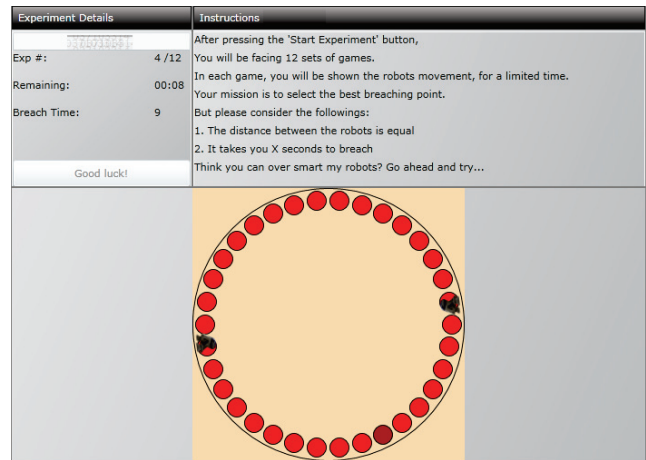 Experiment Details
Exp #: 4 /12
Remaining: 00:08
Breach Time: 9
Good luck!
Instructions
After pressing the 'Start Experiment' button,
You will be facing 12 sets of games.
In each game, you will be shown the robots movement, for a limited time.
Your mission is to select the best breaching point.
But please consider the followings:
1. The distance between the robots is equal
2. It takes you X seconds to breach
Think you can over smart my robots? Go ahead and try...